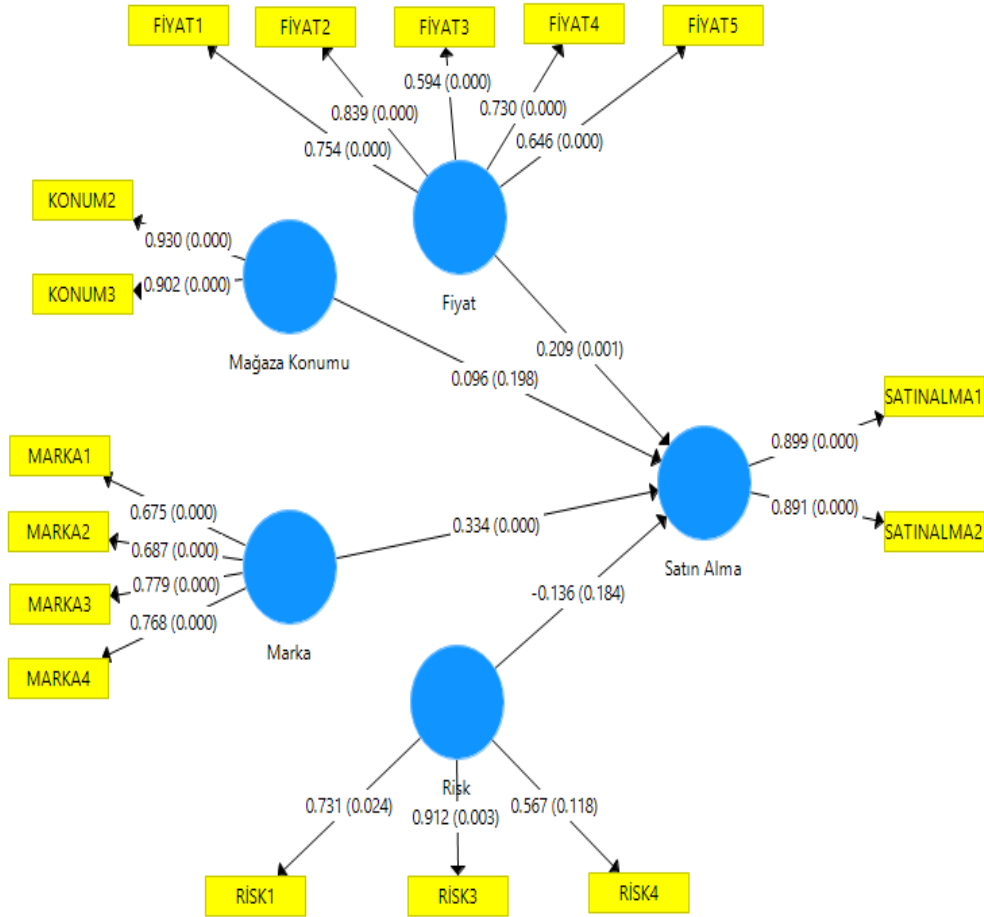 FİYAT1
FİYAT2
FİYAT3
FİYAT4
FİYAT5
0.594 (0.000)
0.839 (0.000)
0.730 (0.000)
0.754 (0.000)
0.646 (0.000)
KONUM2
0.930 (0.000)
KONUM3
0.902 (0.000)
Fiyat
Mağaza Konumu
0.209 (0.001)
0.096 (0.198)
SATINALMA1
0.899 (0.000)
MARKA1
0.675 (0.000)
MARKA2
0.687 (0.000)
0.334 (0.000)
0.891 (0.000)
SATINALMA2
MARKA3
0.779 (0.000)
Satın Alma
0.768 (0.000)
-0.136 (0.184)
Marka
MARKA4
Risk
0.731 (0.024)
0.912 (0.003)
0.567 (0.118)
RİSK1
RİSK3
RİSK4